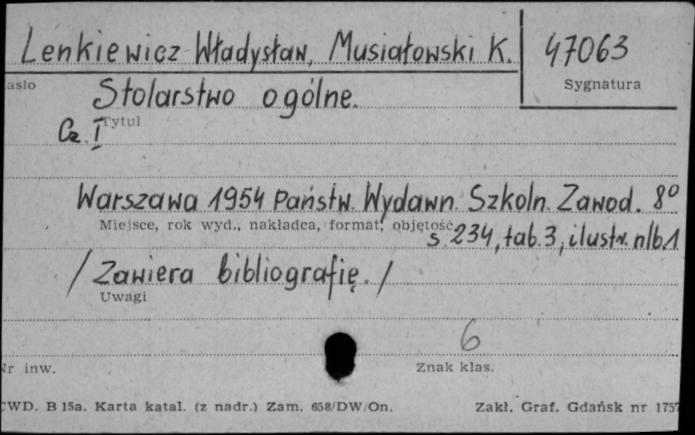 Lenkiewicz Władysław, Musiałowski K. 47063
asło Sygnatura
Stolarstwo ogólne.
Cz. I Tytuł
Warszawa 1954 Państw. Wydawn. Szkoln. Zawod. 8°
Miejsce, rok wyd., nakładca, format, objętość
s. 234, tab. 3, ilustr. nlb. 1
/ Zawiera bibliografię. /
Uwagi
6
Nr inw. Znak klas.
CWD. B 15a. Karta katal. (z nadr.) Zam. 658/DW/On. Zakł. Graf. Gdańsk nr 1757